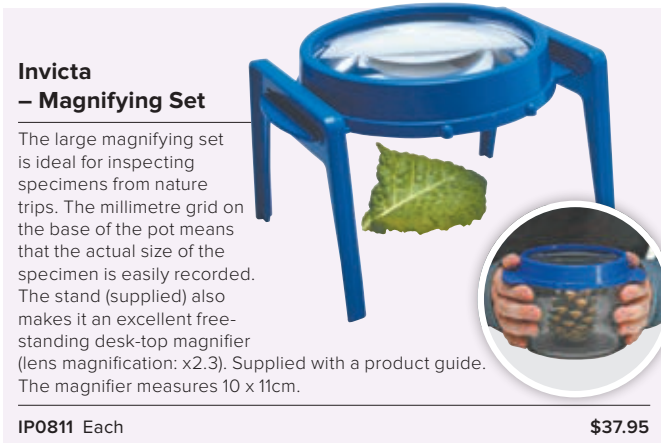 Invicta
– Magnifying Set
The large magnifying set
is ideal for inspecting
specimens from nature
trips. The millimetre grid on
the base of the pot means
that the actual size of the
specimen is easily recorded.
The stand (supplied) also
makes it an excellent free-
standing desk-top magnifier
(lens magnification: x2.3). Supplied with a product guide.
The magnifier measures 10 x 11cm.
IP0811 Each $37.95